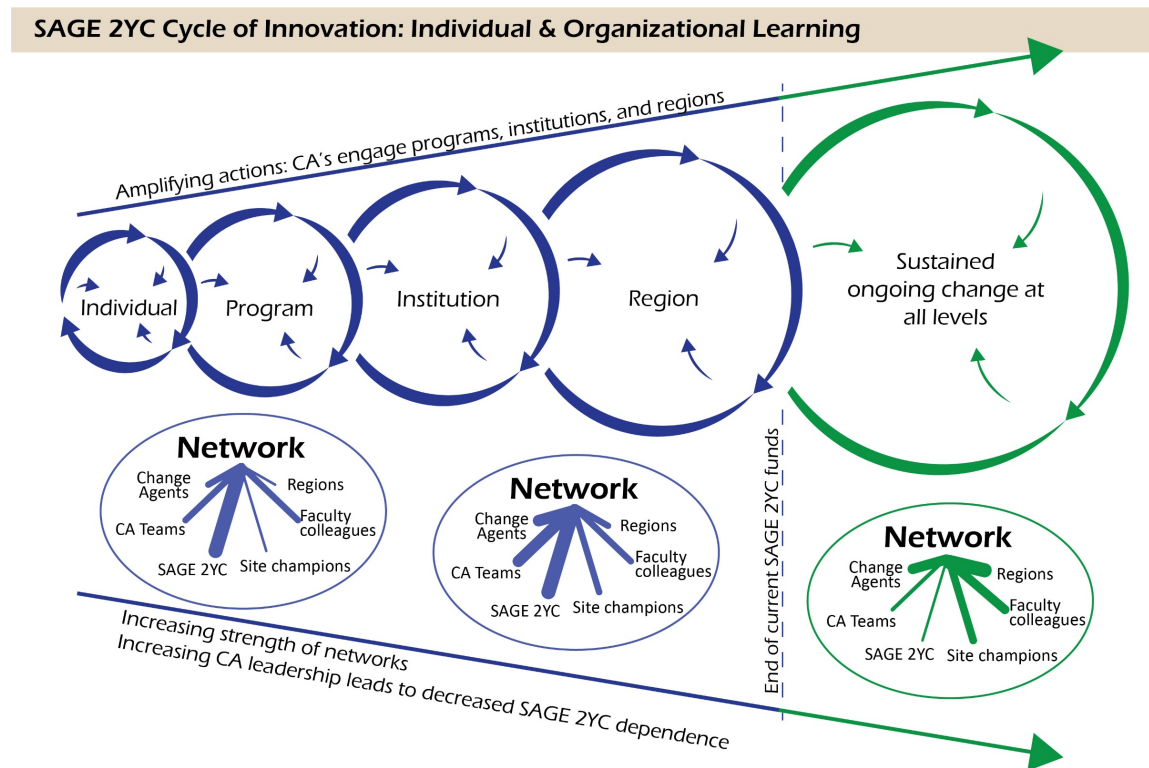 SAGE 2YC Cycle of Innovation: Individual & Organizational Learning
Amplifying actions: CA's engage programs, institutions, and regions
Individual
Program
Institution
Region
Sustained
ongoing change at
all levels
Network
Change
Agents
CA Teams
SAGE 2YC
Site champions
Faculty
colleagues
Regions
Network
Change
Agents
CA Teams
SAGE 2YC
Site champions
Faculty
colleagues
Regions
End of current SAGE 2YC funds
Network
Change
Agents
CA Teams
SAGE 2YC
Site champions
Faculty
colleagues
Regions
Increasing strength of networks
Increasing CA leadership leads to decreased SAGE 2YC dependence